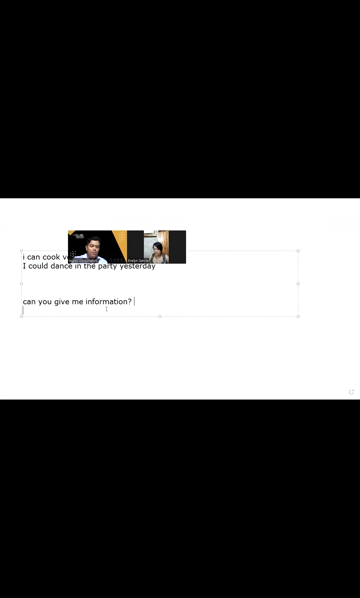 i can cook
I could dance in the party yesterday
can you give me information?